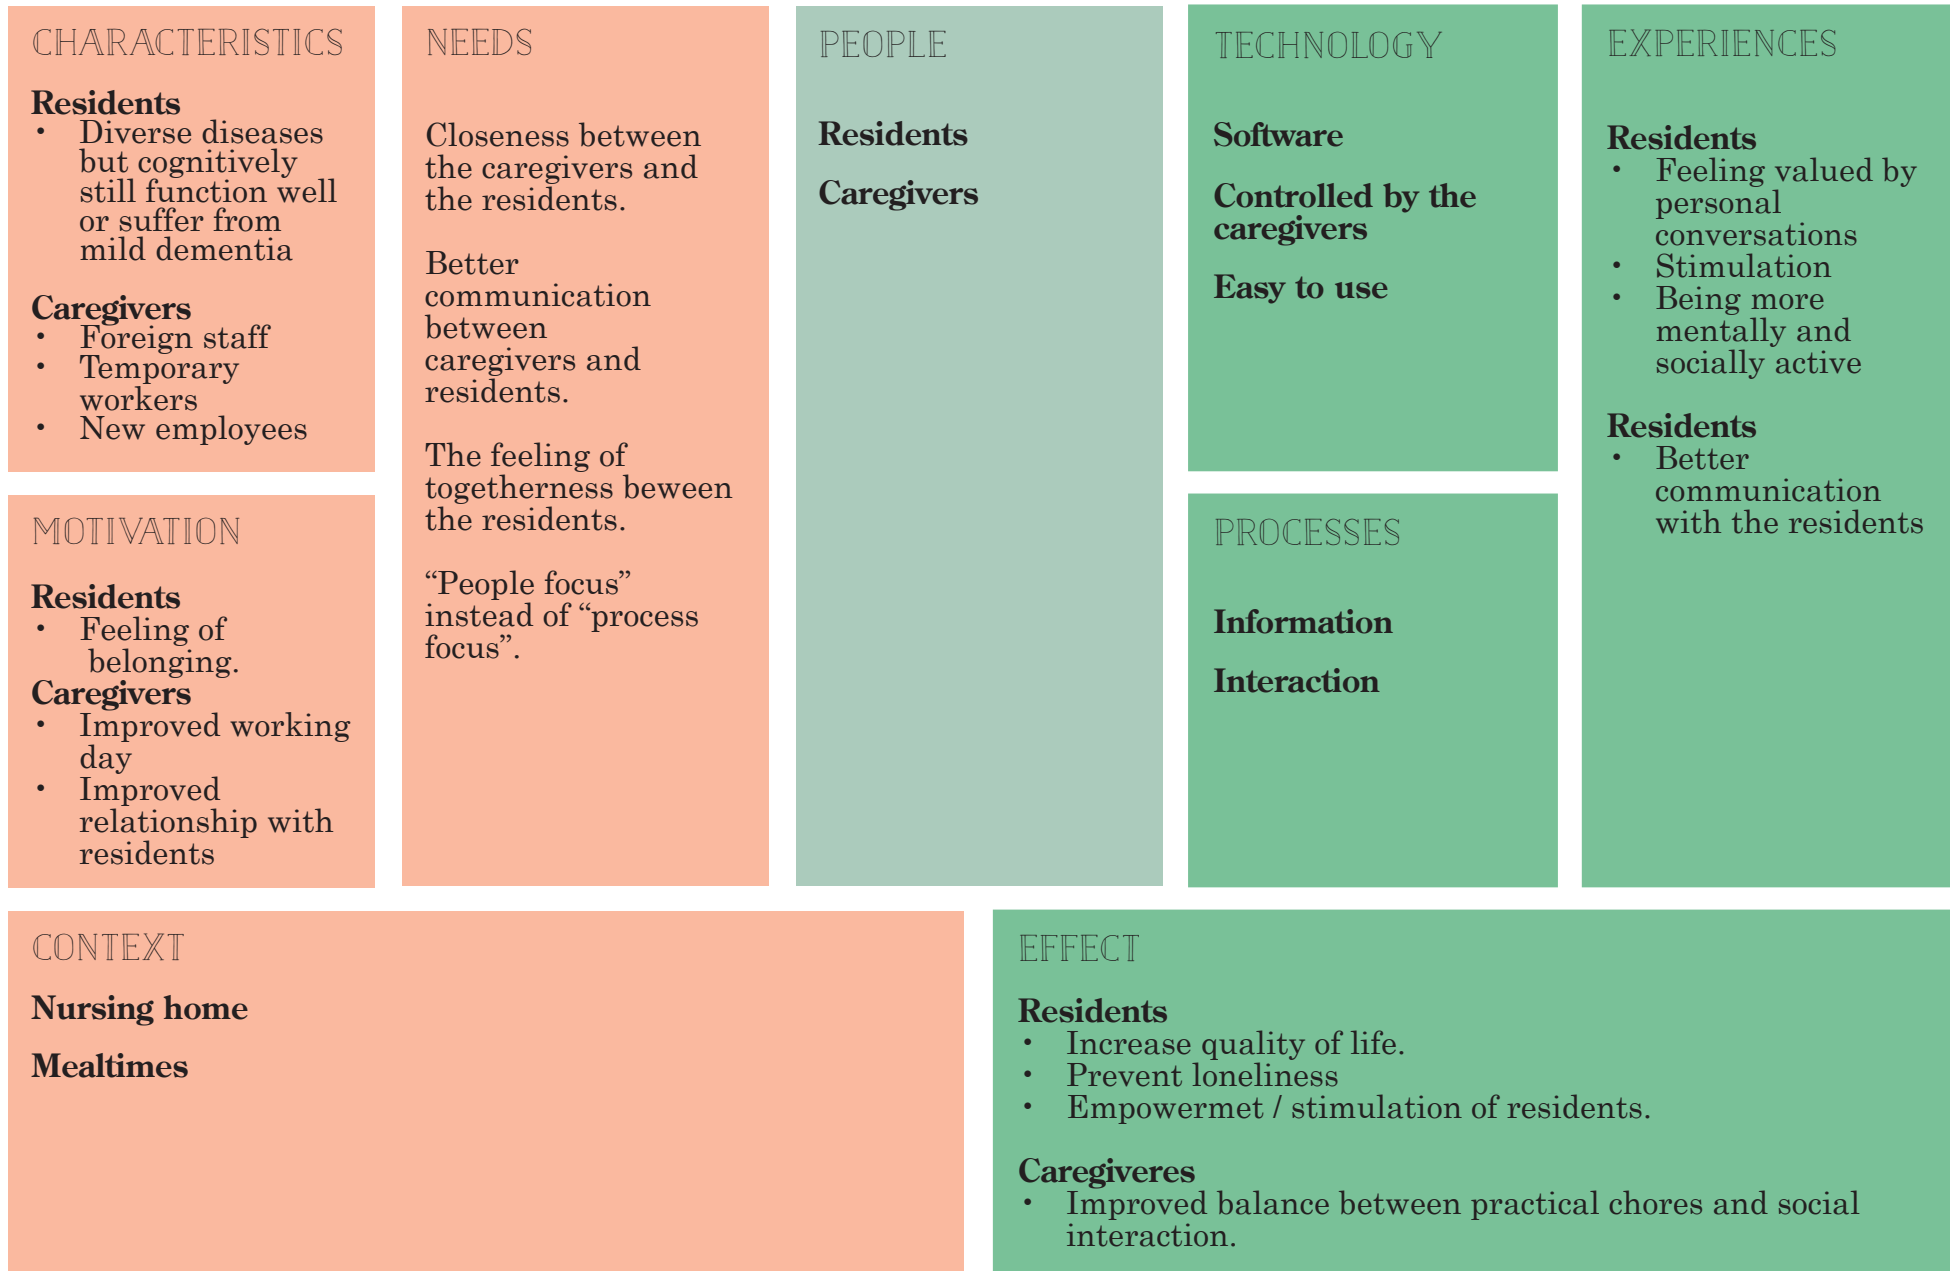 CHARACTERISTICS
Residents
• Diverse diseases
but cognitively
still function well
or suffer from
mild dementia
Caregivers
• Foreign staff
• Temporary
workers
• New employees
MOTIVATION
Residents
• Feeling of
belonging.
Caregivers
• Improved working
day
• Improved
relationship with
residents
NEEDS
Closeness between
the caregivers and
the residents.
Better
communication
between
caregivers and
residents.
The feeling of
togetherness beween
the residents.
“People focus”
instead of “process
focus”.
PEOPLE
Residents
Caregivers
TECHNOLOGY
Software
Controlled by the
caregivers
Easy to use
PROCESSES
Information
Interaction
EXPERIENCES
Residents
• Feeling valued by
personal
conversations
• Stimulation
• Being more
mentally and
socially active
Residents
• Better
communication
with the residents
CONTEXT
Nursing home
Mealtimes
EFFECT
Residents
• Increase quality of life.
• Prevent loneliness
• Empowermet / stimulation of residents.
Caregiveres
• Improved balance between practical chores and social
interaction.